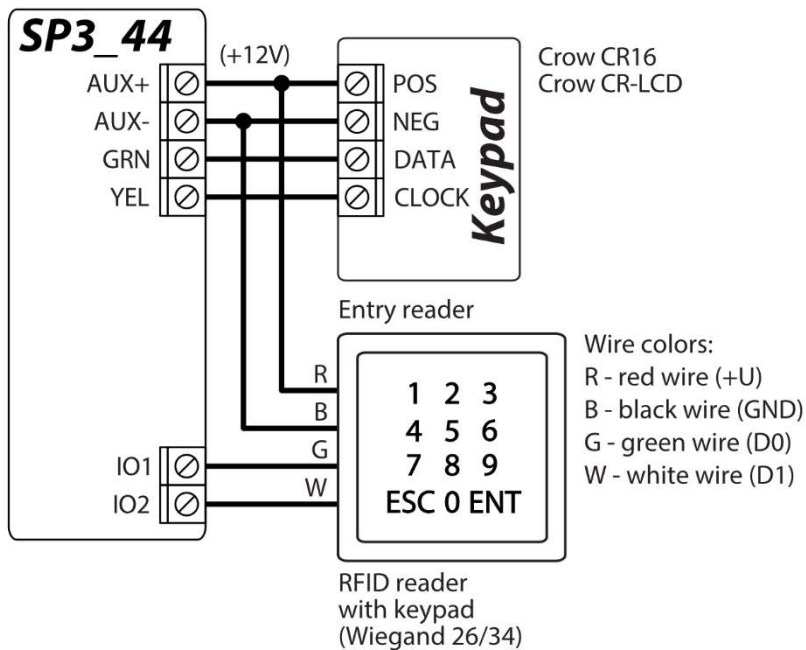 SP3_44
(+12V)
AUX+
AUX-
GRN
YEL
POS
NEG
DATA
CLOCK
Keypad
Crow CR16
Crow CR-LCD
Entry reader
R
B
G
W
IO1
IO2
1 2 3
4 5 6
7 8 9
ESC 0 ENT
Wire colors:
R - red wire (+U)
B - black wire (GND)
G - green wire (D0)
W - white wire (D1)
RFID reader
with keypad
(Wiegand 26/34)